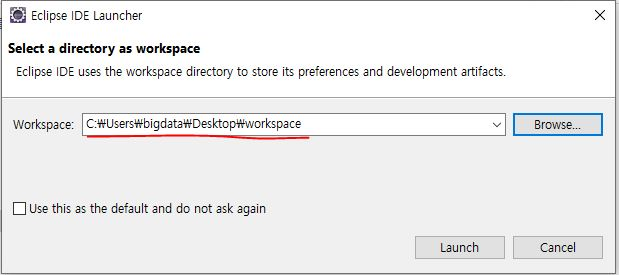 Eclipse IDE Launcher
Select a directory as workspace
Eclipse IDE uses the workspace directory to store its preferences and development artifacts.
Workspace: C:₩Users₩bigdata₩Desktop₩workspace Browse...
Use this as the default and do not ask again
Launch Cancel